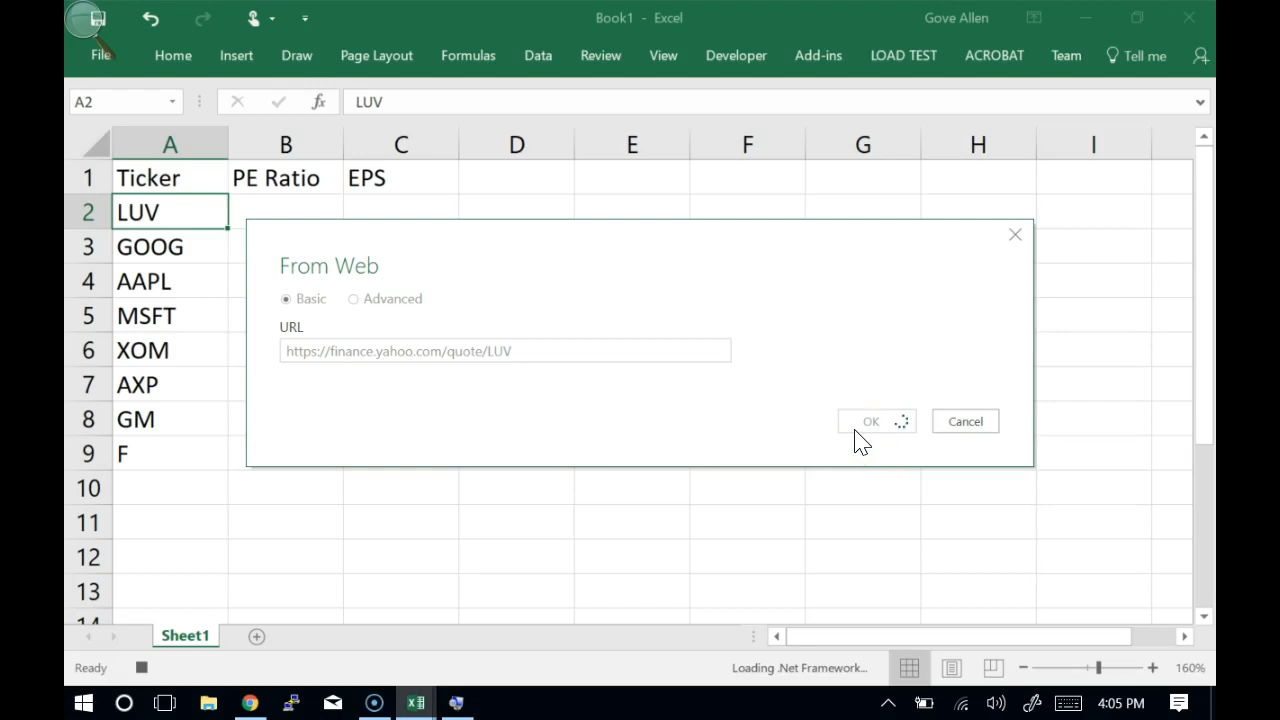 Book1 - Excel
Gove Allen
File Home Insert Draw Page Layout Formulas Data Review View Developer Add-ins LOAD TEST ACROBAT Team Tell me
A2 fx LUV
A B C D E F G H I
1 Ticker PE Ratio EPS
2 LUV
3 GOOG
4 AAPL
5 MSFT
6 XOM
7 AXP
8 GM
9 F
10
11
12
13
14
From Web
Basic Advanced
URL
https://finance.yahoo.com/quote/LUV
OK Cancel
Sheet1
Ready Loading .Net Framework... 160%
4:05 PM